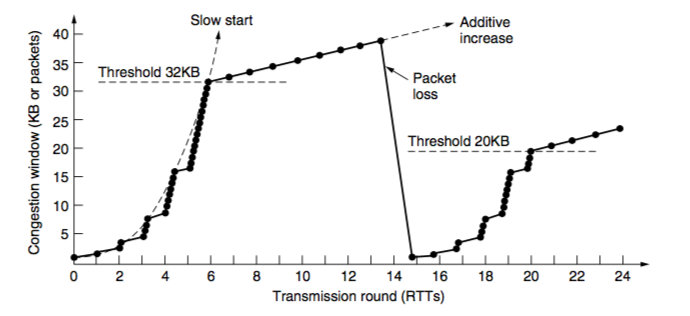 Slow start
Additive
increase
40
Threshold 32KB
35
Packet
loss
30
25
Threshold 20KB
20
15
10
5
Congestion window (KB or packets)
0 2 4 6 8 10 12 14 16 18 20 22 24
Transmission round (RTTs)